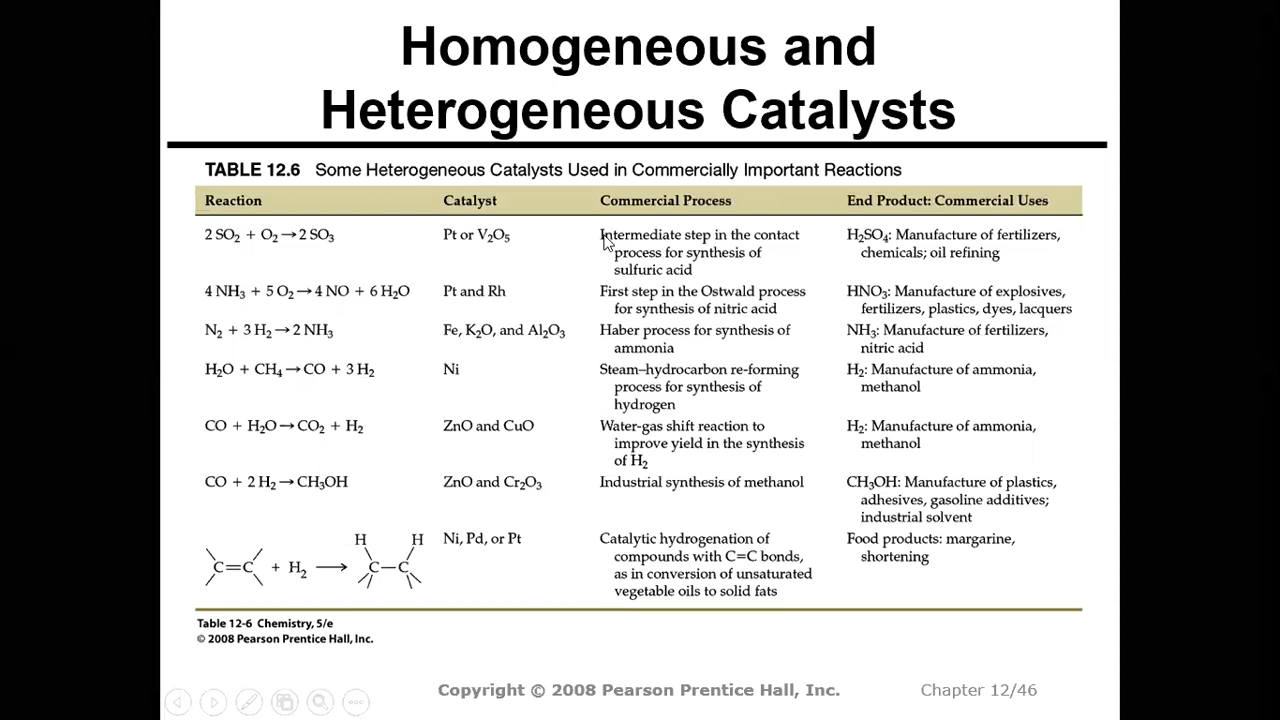 Homogeneous and
Heterogeneous Catalysts
TABLE 12.6 Some Heterogeneous Catalysts Used in Commercially Important Reactions
Reaction Catalyst Commercial Process End Product: Commercial Uses
2 SO₂ + O₂ → 2 SO₃ Pt or V₂O₅ Intermediate step in the contact H₂SO₄: Manufacture of fertilizers,
process for synthesis of chemicals; oil refining
sulfuric acid
4 NH₃ + 5 O₂ → 4 NO + 6 H₂O Pt and Rh First step in the Ostwald process HNO₃: Manufacture of explosives,
for synthesis of nitric acid fertilizers, plastics, dyes, lacquers
N₂ + 3 H₂ → 2 NH₃ Fe, K₂O, and Al₂O₃ Haber process for synthesis of NH₃: Manufacture of fertilizers,
ammonia nitric acid
H₂O + CH₄ → CO + 3 H₂ Ni Steam–hydrocarbon re-forming H₂: Manufacture of ammonia,
process for synthesis of methanol
hydrogen
CO + H₂O → CO₂ + H₂ ZnO and CuO Water-gas shift reaction to H₂: Manufacture of ammonia,
improve yield in the synthesis methanol
of H₂
CO + 2 H₂ → CH₃OH ZnO and Cr₂O₃ Industrial synthesis of methanol CH₃OH: Manufacture of plastics,
adhesives, gasoline additives;
industrial solvent
H H Ni, Pd, or Pt Catalytic hydrogenation of Food products: margarine,
compounds with C=C bonds, shortening
C=C + H₂ → C—C as in conversion of unsaturated
vegetable oils to solid fats
Table 12-6 Chemistry, 5/e
© 2008 Pearson Prentice Hall, Inc.
Copyright © 2008 Pearson Prentice Hall, Inc. Chapter 12/46